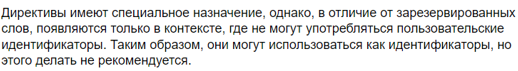 Директивы имеют специальное назначение, однако, в отличие от зарезервированных
слов, появляются только в контексте, где не могут употребляться пользовательские
идентификаторы. Таким образом, они могут использоваться как идентификаторы, но
этого делать не рекомендуется.